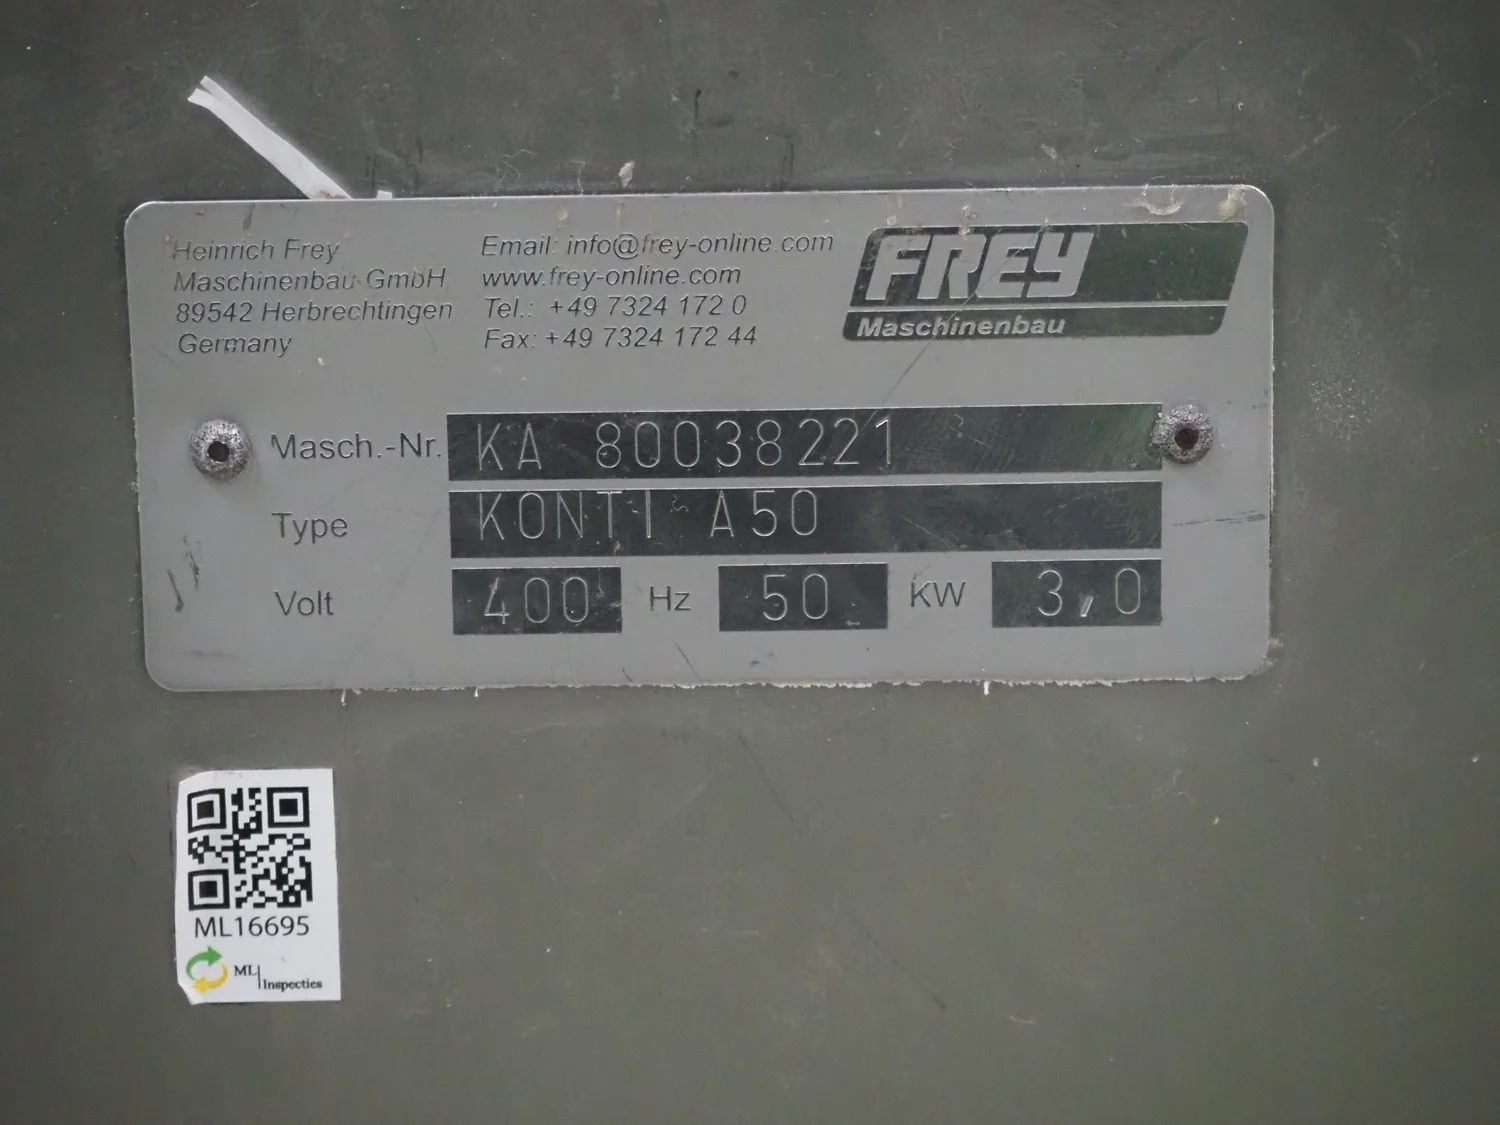 Heinrich Frey
Maschinenbau GmbH
89542 Herbrechtingen
Germany
Email: info@frey-online.com
www.frey-online.com
Tel.: +49 7324 172 0
Fax: +49 7324 172 44
FREY
Maschinenbau
Masch.-Nr. KA 80038221
Type KONTI A50
Volt 400 Hz 50 KW 3,0
ML16695
ML
Inspecties